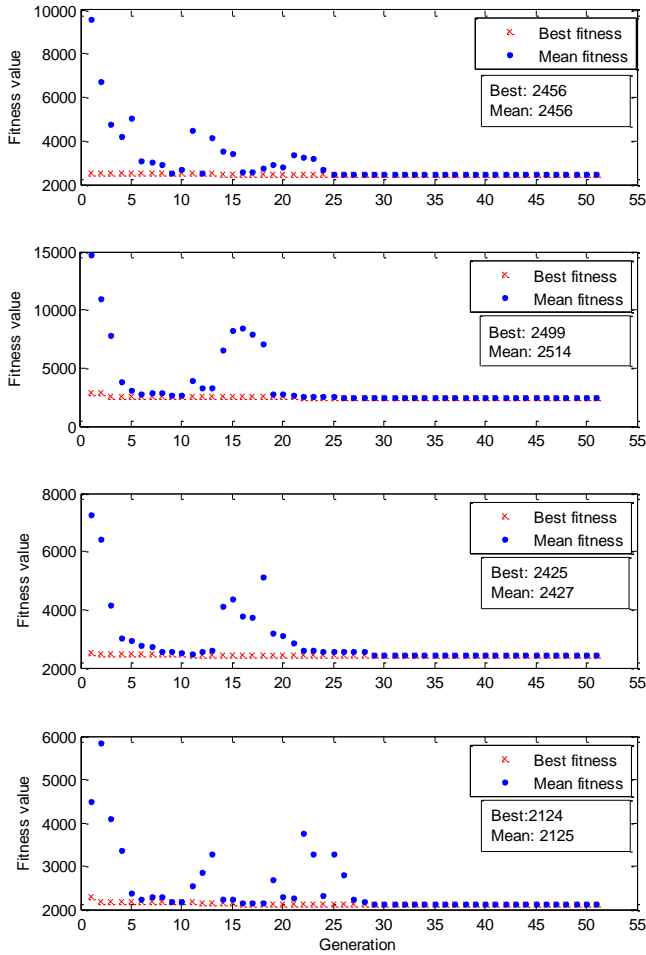 10000
8000
6000
4000
2000
Fitness value
Best fitness
Mean fitness
Best: 2456
Mean: 2456
0 5 10 15 20 25 30 35 40 45 50 55
15000
10000
5000
0
Fitness value
Best fitness
Mean fitness
Best: 2499
Mean: 2514
0 5 10 15 20 25 30 35 40 45 50 55
8000
6000
4000
2000
Fitness value
Best fitness
Mean fitness
Best: 2425
Mean: 2427
0 5 10 15 20 25 30 35 40 45 50 55
6000
5000
4000
3000
2000
Fitness value
Best fitness
Mean fitness
Best:2124
Mean: 2125
0 5 10 15 20 25 30 35 40 45 50 55
Generation